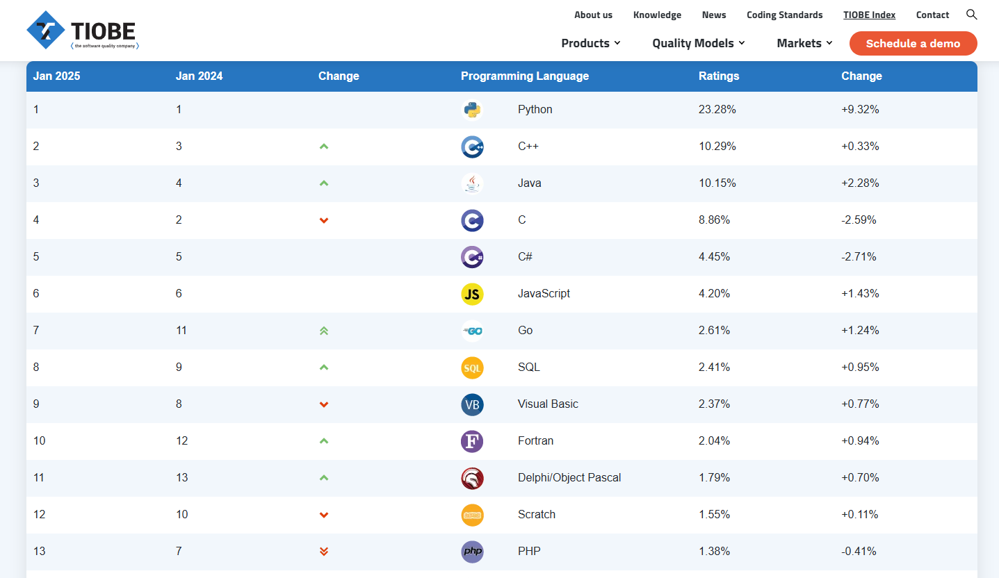 TIOBE
(the software quality company)
About us Knowledge News Coding Standards TIOBE Index Contact
Products Quality Models Markets Schedule a demo
Jan 2025 Jan 2024 Change Programming Language Ratings Change
1 1 Python 23.28% +9.32%
2 3 C++ 10.29% +0.33%
3 4 Java 10.15% +2.28%
4 2 C 8.86% -2.59%
5 5 C# 4.45% -2.71%
6 6 JS JavaScript 4.20% +1.43%
7 11 GO Go 2.61% +1.24%
8 9 SQL SQL 2.41% +0.95%
9 8 VB Visual Basic 2.37% +0.77%
10 12 F Fortran 2.04% +0.94%
11 13 Delphi/Object Pascal 1.79% +0.70%
12 10 Scratch 1.55% +0.11%
13 7 php PHP 1.38% -0.41%